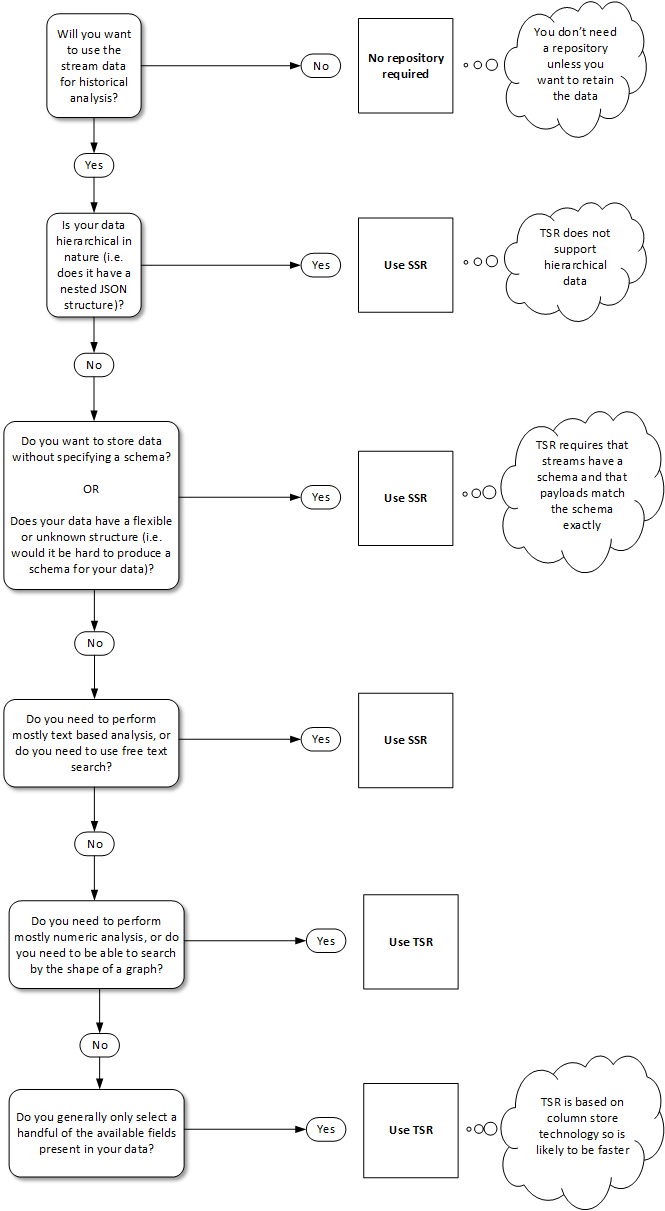 Will you want
to use the
stream data
for historical
analysis?
No
No repository
required
You don't need
a repository
unless you
want to retain
the data
Yes
Is your data
hierarchical in
nature (i.e.
does it have a
nested JSON
structure)?
Yes
Use SSR
TSR does not
support
hierarchical
data
No
Do you want to store data
without specifying a schema?
OR
Does your data have a flexible
or unknown structure (i.e.
would it be hard to produce a
schema for your data)?
Yes
Use SSR
TSR requires that
streams have a
schema and that
payloads match
the schema
exactly
No
Do you need to perform
mostly text based analysis, or
do you need to use free text
search?
Yes
Use SSR
No
Do you need to perform
mostly numeric analysis, or do
you need to be able to search
by the shape of a graph?
Yes
Use TSR
No
Do you generally only select a
handful of the available fields
present in your data?
Yes
Use TSR
TSR is based on
column store
technology so is
likely to be faster